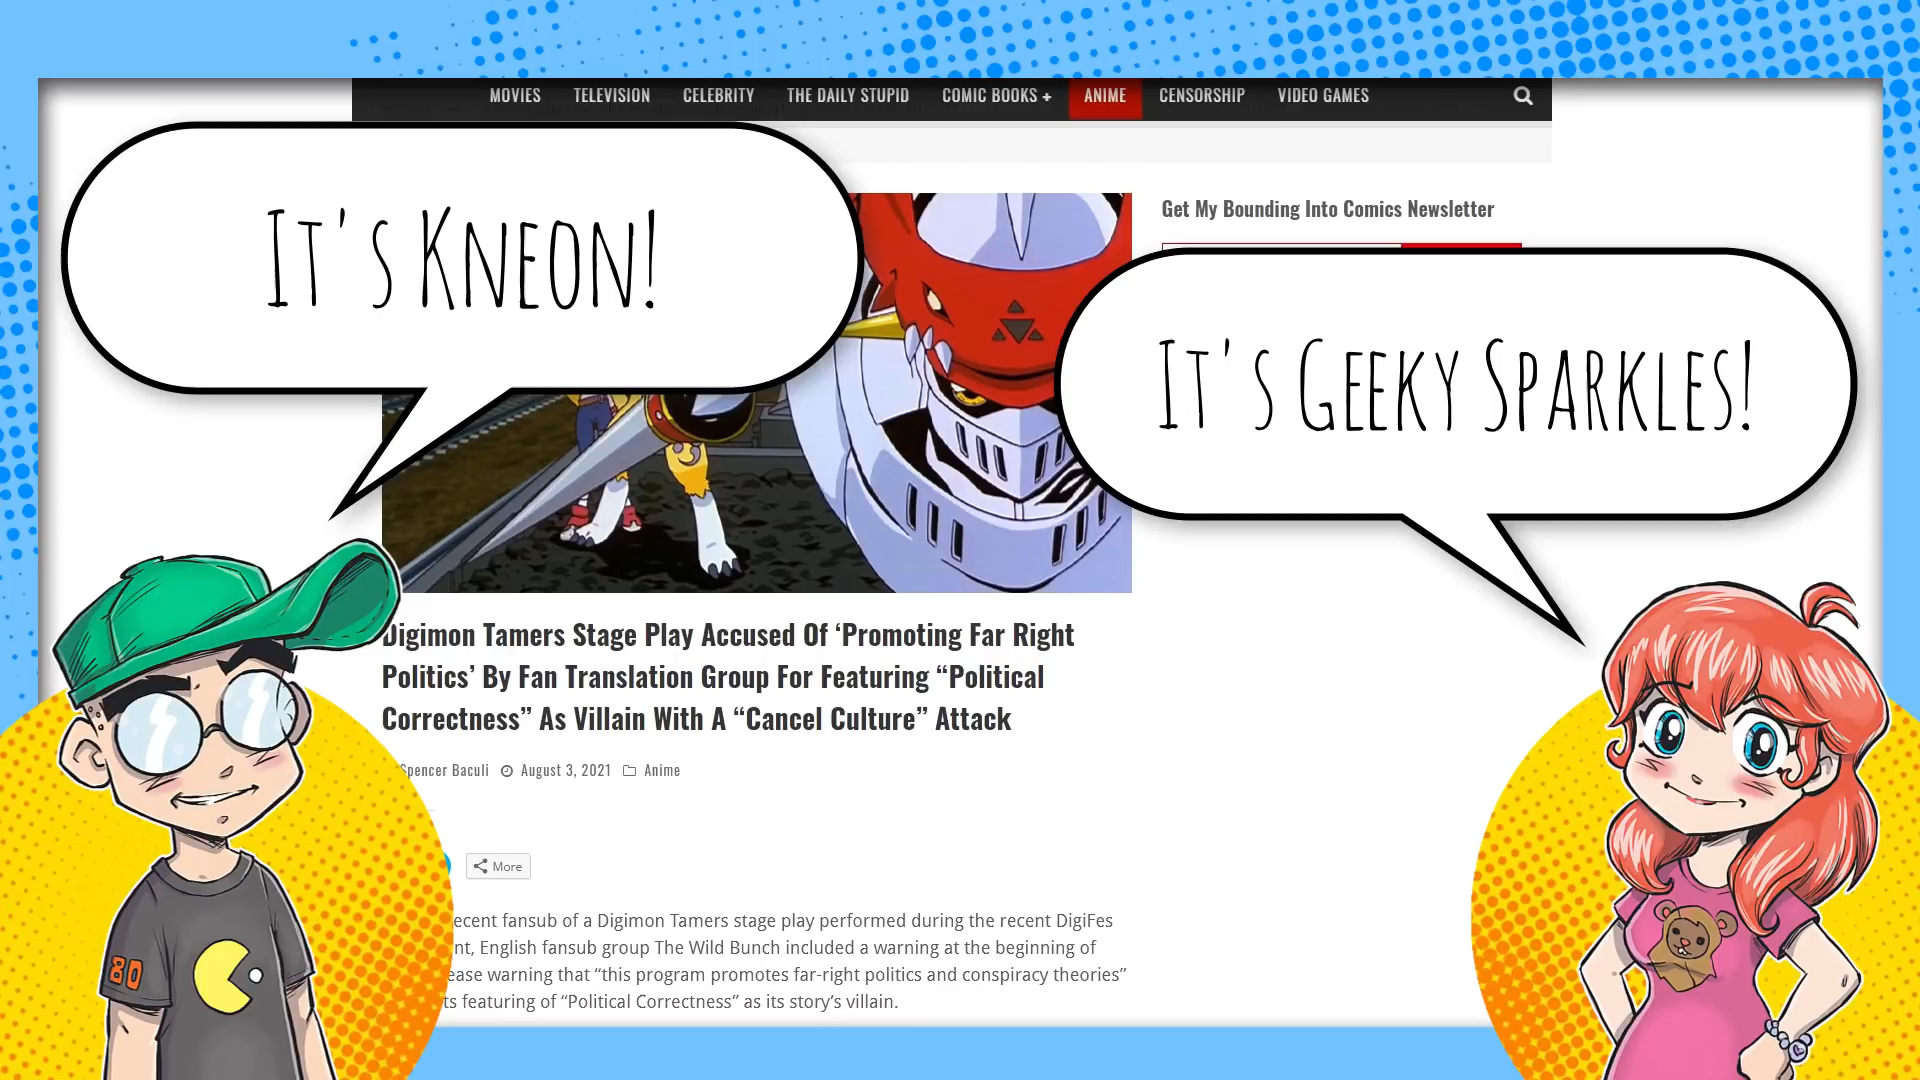 MOVIES TELEVISION CELEBRITY THE DAILY STUPID COMIC BOOKS + ANIME CENSORSHIP VIDEO GAMES
It's Kneon!
Get My Bounding Into Comics Newsletter
It's Geeky Sparkles!
Digimon Tamers Stage Play Accused Of ‘Promoting Far Right
Politics’ By Fan Translation Group For Featuring “Political
Correctness” As Villain With A “Cancel Culture” Attack
Spencer Baculi August 3, 2021 Anime
More
fansub of a Digimon Tamers stage play performed during the recent DigiFes
English fansub group The Wild Bunch included a warning at the beginning of
warning that “this program promotes far-right politics and conspiracy theories”
featuring of “Political Correctness” as its story’s villain.
80